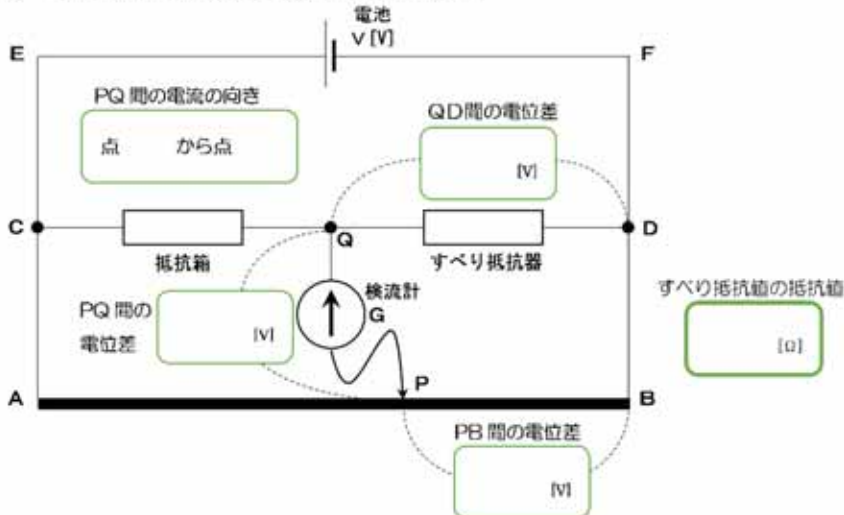 電池
V [V]
E
F
PQ 間の電流の向き
点 から点
QD間の電位差
[V]
C
Q
D
抵抗箱
すべり抵抗器
検流計
G
PQ 間の
電位差
[V]
すべり抵抗値の抵抗値
[Ω]
A
P
B
PB 間の電位差
[V]